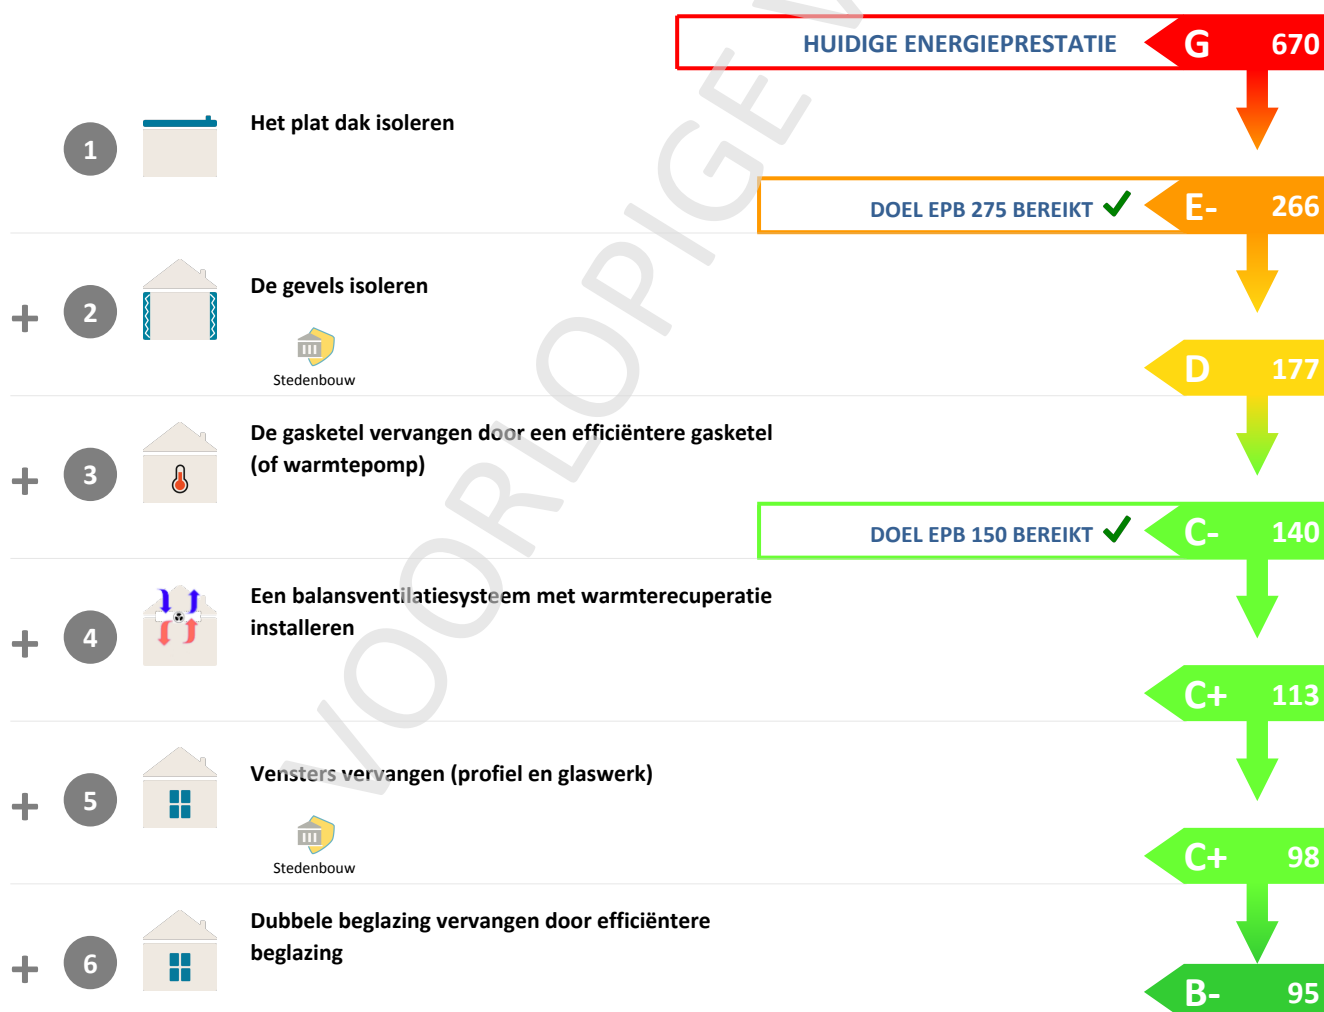 HUIDIGE ENERGIEPRESTATIE G 670
1 Het plat dak isoleren
DOEL EPB 275 BEREIKT E- 266
+ 2 De gevels isoleren
Stedenbouw
D 177
De gasketel vervangen door een efficiëntere gasketel
+ 3 (of warmtepomp)
DOEL EPB 150 BEREIKT C- 140
Een balansventilatiesysteem met warmterecuperatie
+ 4 installeren
C+ 113
Vensters vervangen (profiel en glaswerk)
+ 5
Stedenbouw
C+ 98
Dubbele beglazing vervangen door efficiëntere
+ 6 beglazing
B- 95
VOORLOPIGE